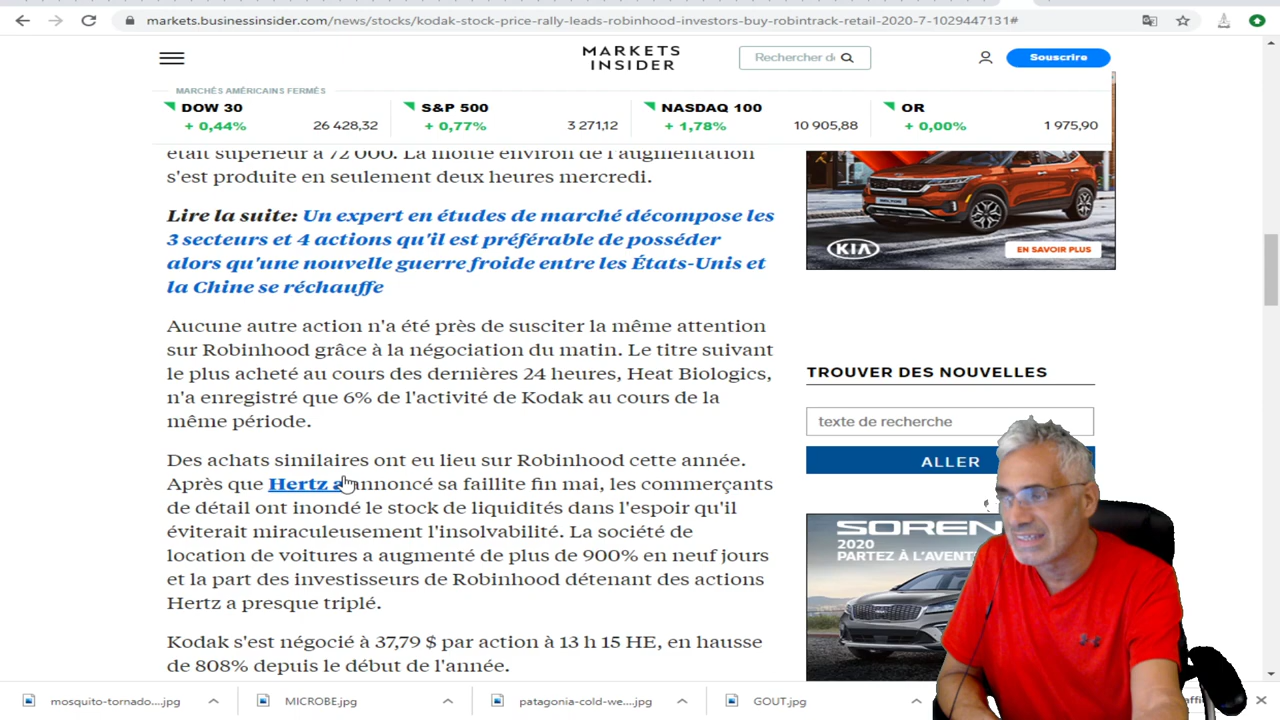 markets.businessinsider.com/news/stocks/kodak-stock-price-rally-leads-robinhood-investors-buy-robintrack-retail-2020-7-1029447131#
MARKETS
INSIDER
Rechercher d
Souscrire
MARCHÉS AMÉRICAINS FERMÉS
DOW 30
+ 0,44% 26 428,32
S&P 500
+ 0,77% 3 271,12
NASDAQ 100
+ 1,78% 10 905,88
OR
+ 0,00% 1 975,90
était supérieur à 72 000. La moitié environ de l'augmentation
s'est produite en seulement deux heures mercredi.
Lire la suite: Un expert en études de marché décompose les
3 secteurs et 4 actions qu'il est préférable de posséder
alors qu'une nouvelle guerre froide entre les États-Unis et
la Chine se réchauffe
Aucune autre action n'a été près de susciter la même attention
sur Robinhood grâce à la négociation du matin. Le titre suivant
le plus acheté au cours des dernières 24 heures, Heat Biologics,
n'a enregistré que 6% de l'activité de Kodak au cours de la
même période.
Des achats similaires ont eu lieu sur Robinhood cette année.
Après que Hertz a annoncé sa faillite fin mai, les commerçants
de détail ont inondé le stock de liquidités dans l'espoir qu'il
éviterait miraculeusement l'insolvabilité. La société de
location de voitures a augmenté de plus de 900% en neuf jours
et la part des investisseurs de Robinhood détenant des actions
Hertz a presque triplé.
Kodak s'est négocié à 37,79 $ par action à 13 h 15 HE, en hausse
de 808% depuis le début de l'année.
KIA
EN SAVOIR PLUS
TROUVER DES NOUVELLES
texte de recherche
ALLER
SOREN
2020
PARTEZ À L'AVENT
mosquito-tornado....jpg
MICROBE.jpg
patagonia-cold-we....jpg
GOUT.jpg